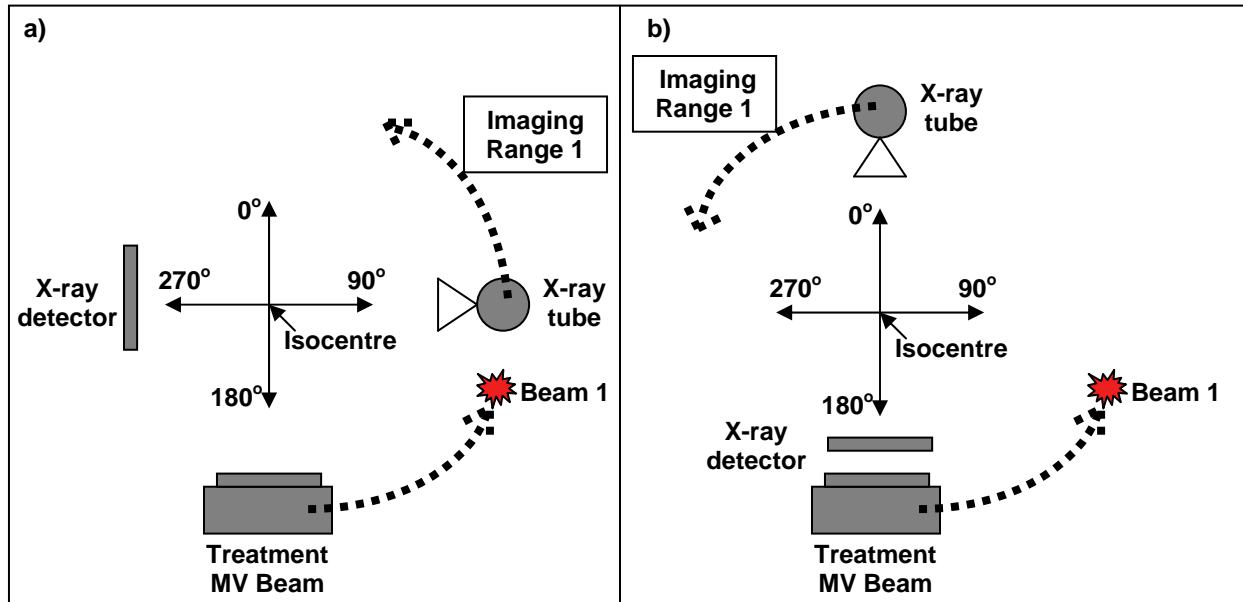 a)
Imaging
Range 1
0°
270°
90°
X-ray
detector
X-ray
tube
Isocentre
180°
Beam 1
Treatment
MV Beam
b)
Imaging
Range 1
X-ray
tube
0°
270°
90°
Isocentre
180°
Beam 1
X-ray
detector
Treatment
MV Beam